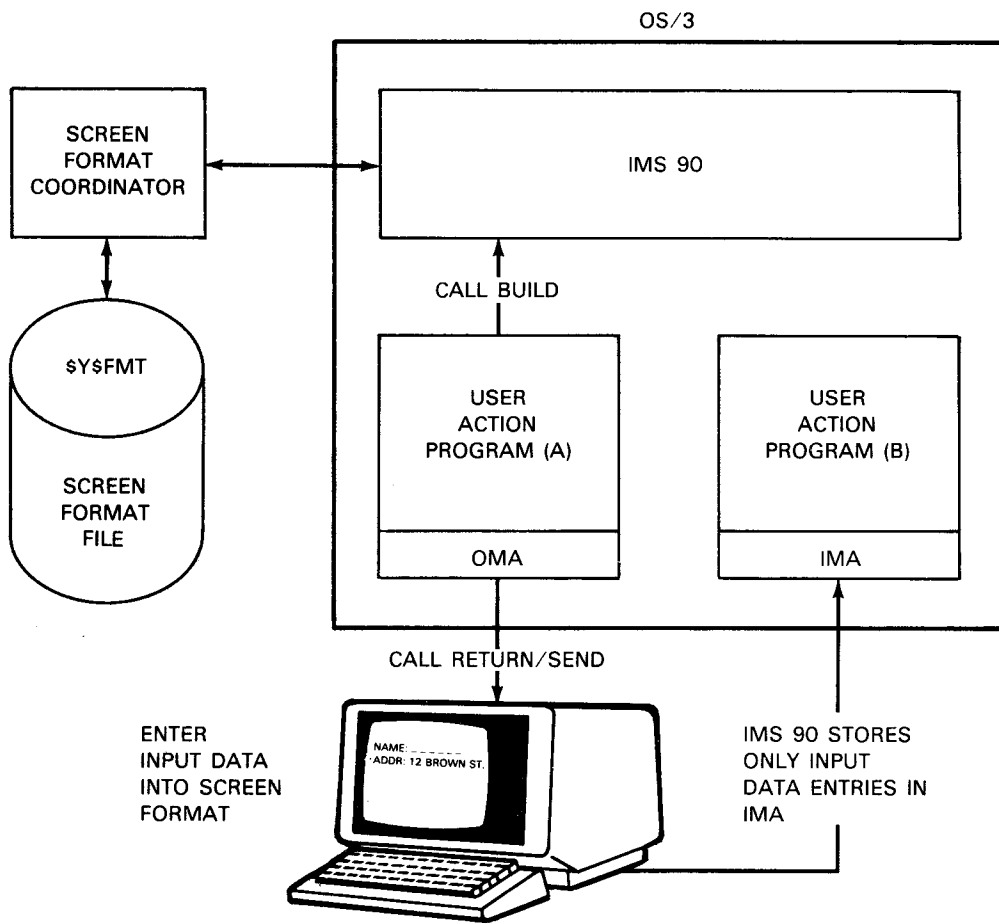 OS/3
SCREEN
FORMAT
COORDINATOR
IMS 90
CALL BUILD
$Y$FMT
SCREEN
FORMAT
FILE
USER
ACTION
PROGRAM (A)
OMA
USER
ACTION
PROGRAM (B)
IMA
CALL RETURN/SEND
ENTER
INPUT DATA
INTO SCREEN
FORMAT
NAME: _ _ _ _ _ _
ADDR: 12 BROWN ST.
IMS 90 STORES
ONLY INPUT
DATA ENTRIES IN
IMA